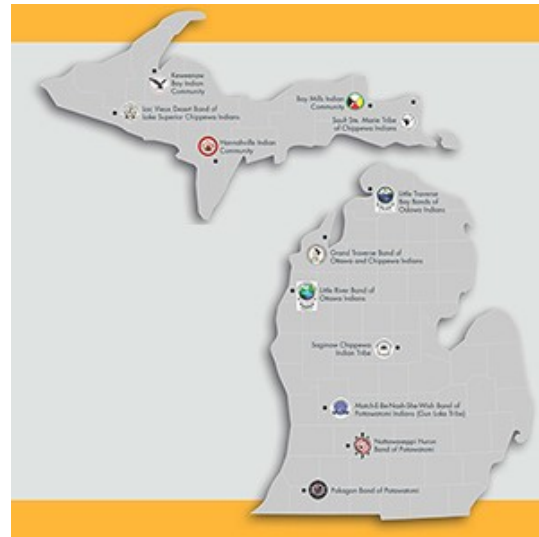 Keweenaw
Bay Indian
Community
Lac Vieux Desert Band of
Lake Superior Chippewa Indians
Bay Mills Indian
Community
Sault Ste. Marie Tribe
of Chippewa Indians
Hannahville Indian
Community
Little Traverse
Bay Bands of
Odawa Indians
Grand Traverse Band of
Ottawa and Chippewa Indians
Little River Band of
Ottawa Indians
Saginaw Chippewa
Indian Tribe
Match-E-Be-Nash-She-Wish Band of
Potawatomi Indians (Gun Lake Tribe)
Nottawaseppi Huron
Band of Potawatomi
Pokagon Band of Potawatomi